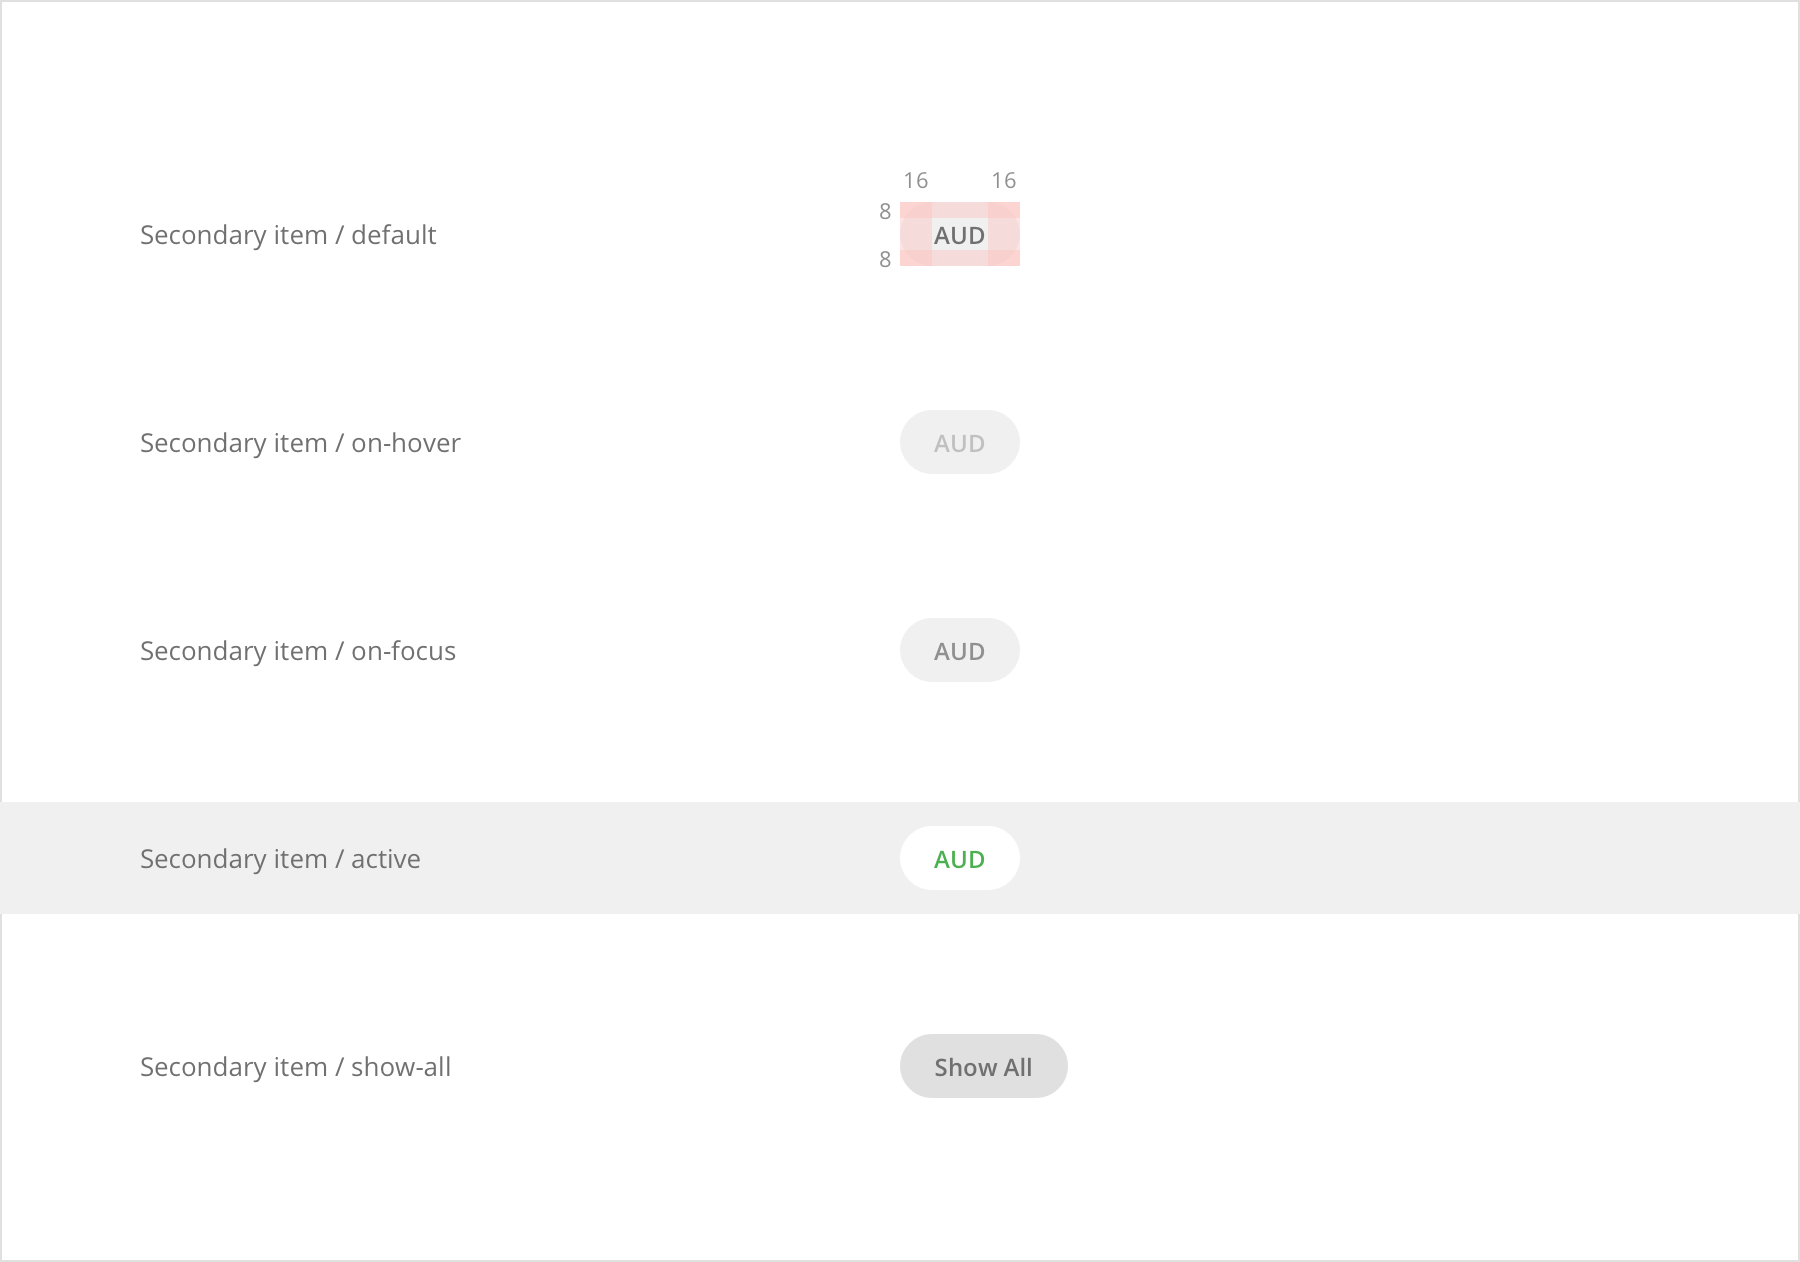 16 16
8
Secondary item / default AUD
8
Secondary item / on-hover AUD
Secondary item / on-focus AUD
Secondary item / active AUD
Secondary item / show-all Show All